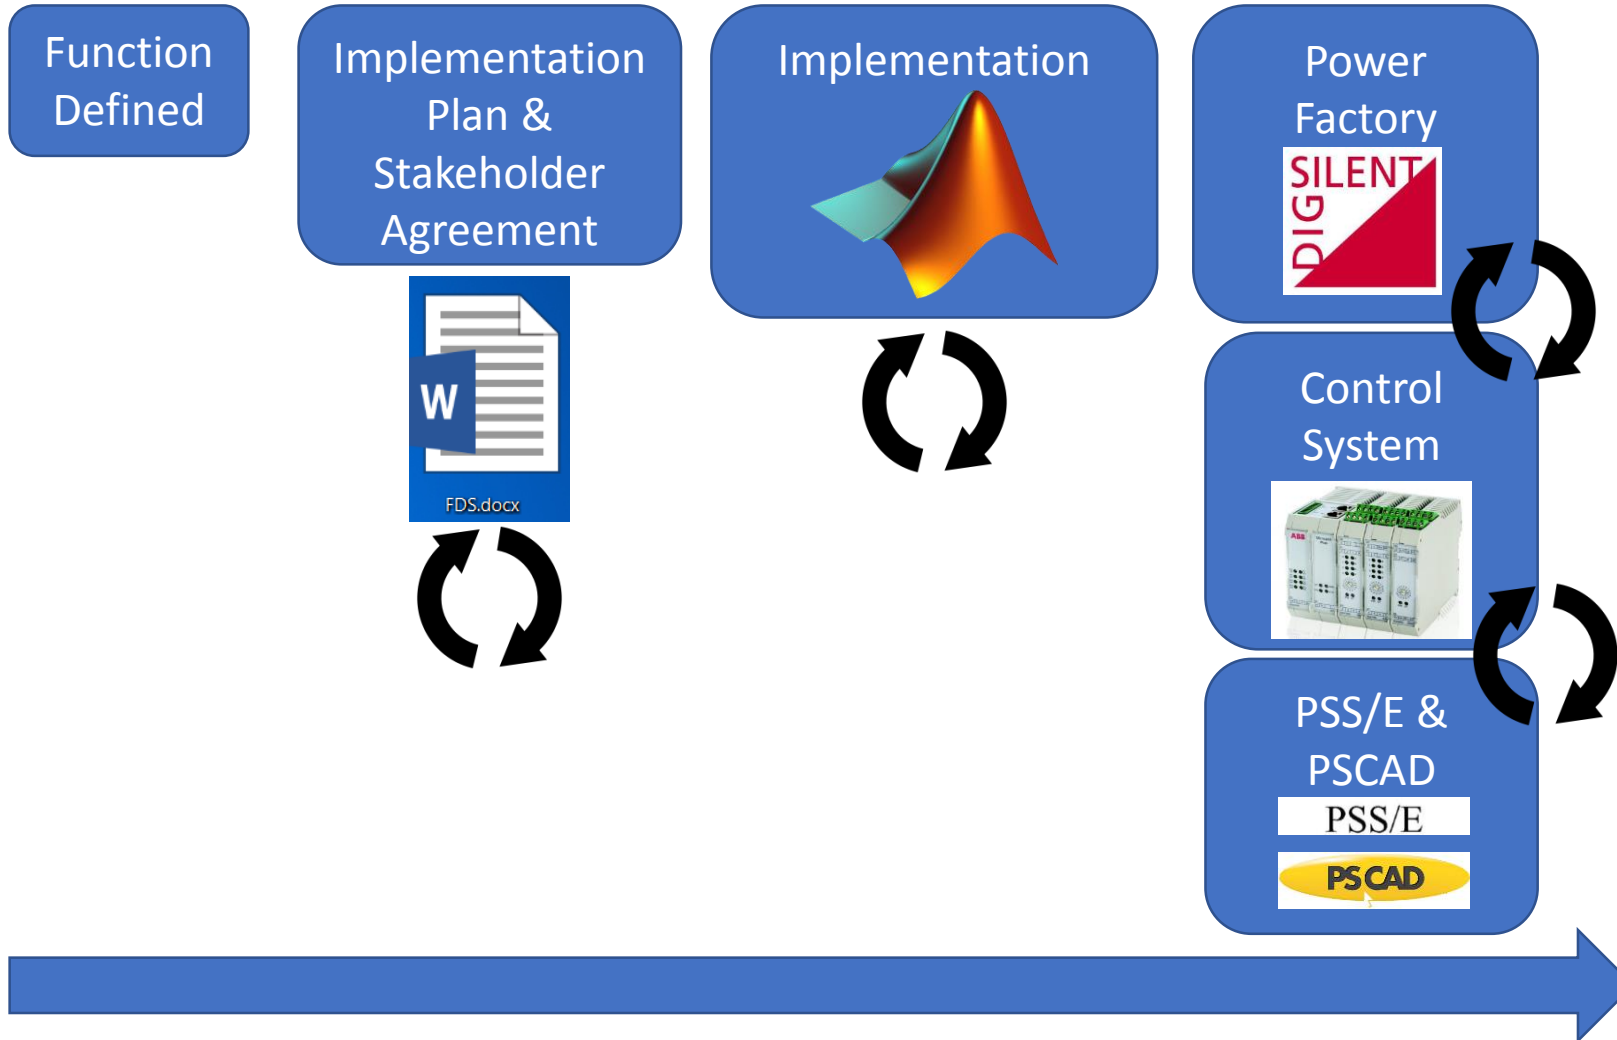 Function
Defined
Implementation
Plan &
Stakeholder
Agreement
W
FDS.docx
Implementation
Power
Factory
SILENT
DIG
Control
System
ABB
PSS/E &
PSCAD
PSS/E
PSCAD